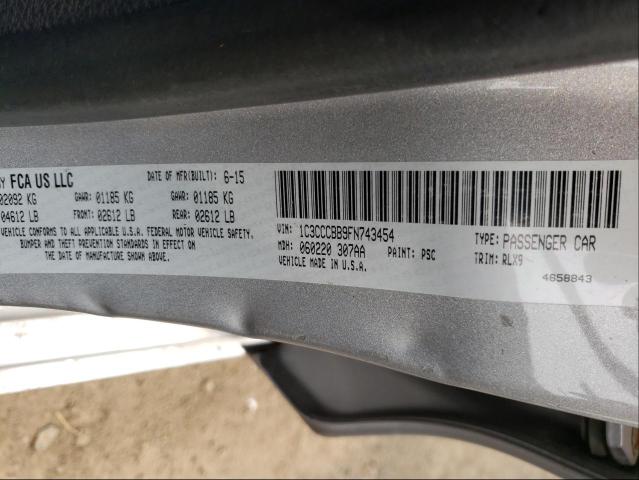 BY FCA US LLC DATE OF MFR(BUILT): 6-15
02092 KG GAWR: 01185 KG GAWR: 01185 KG
04612 LB FRONT: 02612 LB REAR: 02612 LB
VEHICLE CONFORMS TO ALL APPLICABLE U.S.A. FEDERAL MOTOR VEHICLE SAFETY,
BUMPER AND THEFT PREVENTION STANDARDS IN EFFECT ON
THE DATE OF MANUFACTURE SHOWN ABOVE.
VIN: 1C3CCCBB9FN743454 TYPE: PASSENGER CAR
MDH: 060220 307AA PAINT: PSC TRIM: RLX9
VEHICLE MADE IN U.S.A. 4658843